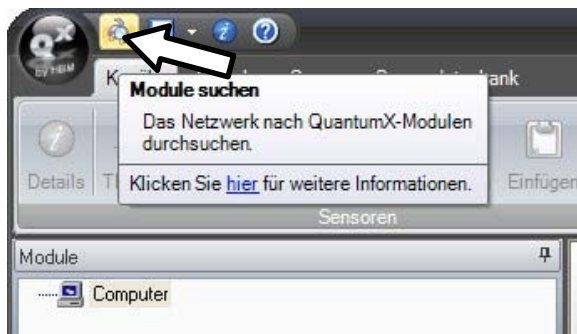 QX
by HBM
Module suchen
Das Netzwerk nach QuantumX-Modulen
durchsuchen.
Klicken Sie hier für weitere Informationen.
Details
Einfügen
Sensoren
Module
Computer